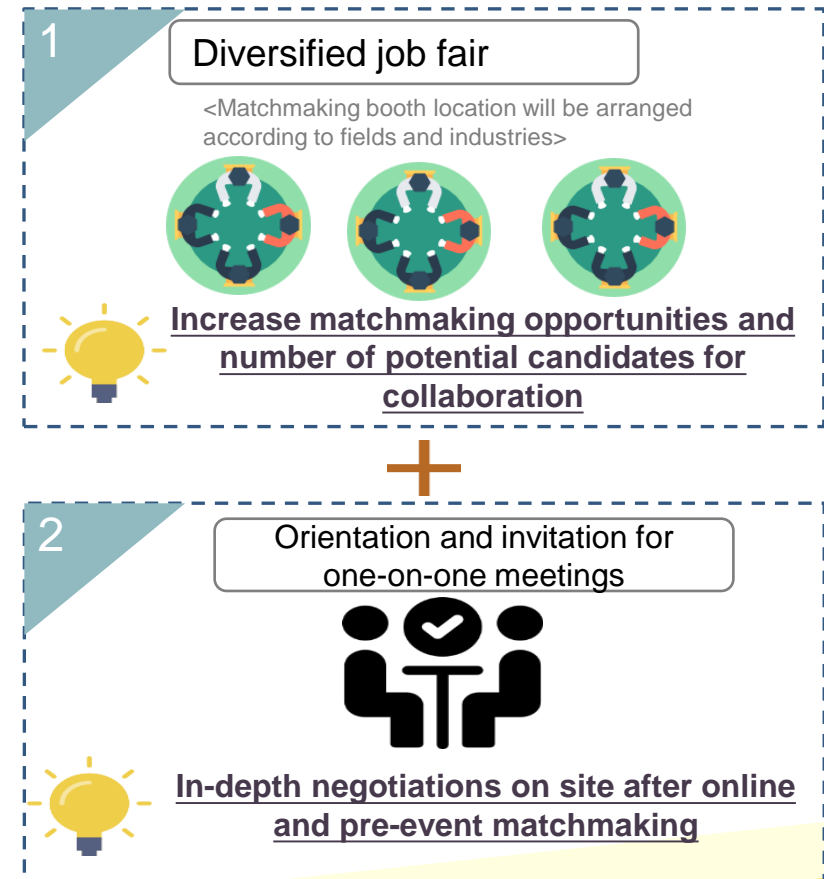 1
Diversified job fair
<Matchmaking booth location will be arranged
according to fields and industries>
Increase matchmaking opportunities and
number of potential candidates for
collaboration
2
Orientation and invitation for
one-on-one meetings
In-depth negotiations on site after online
and pre-event matchmaking